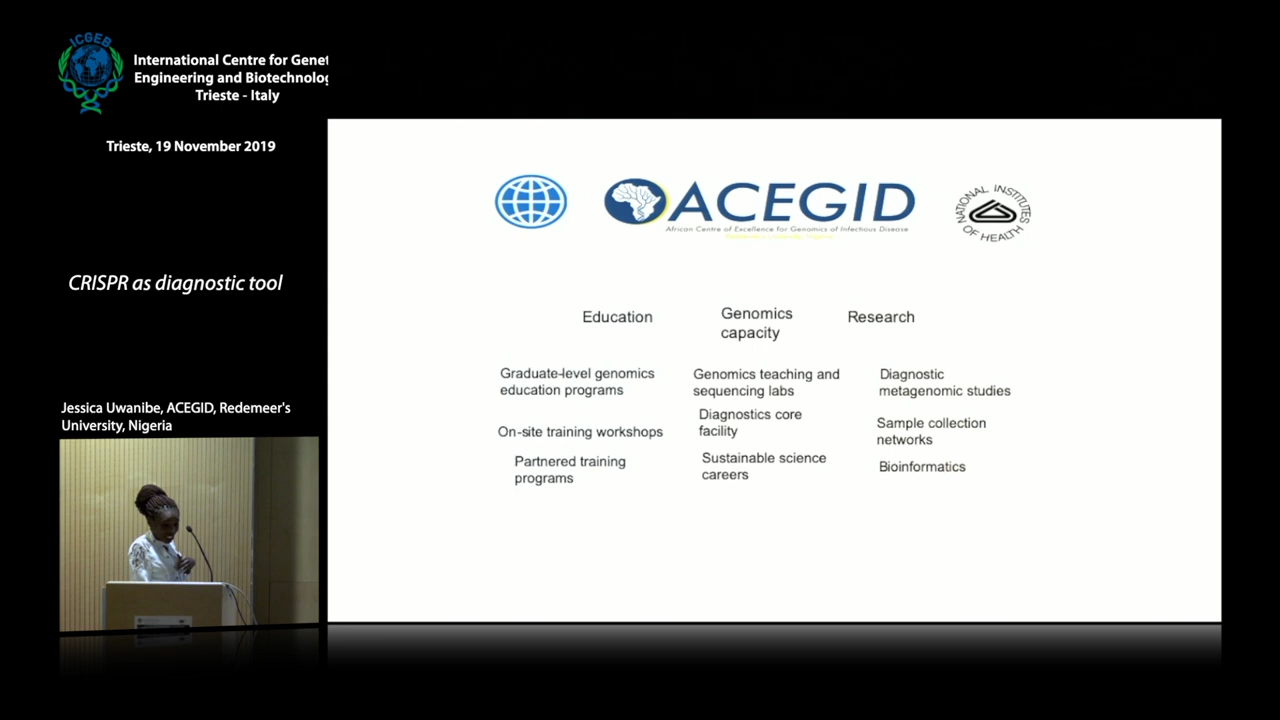 ICGEB
International Centre for Genet
Engineering and Biotechnolog
Trieste - Italy
Trieste, 19 November 2019
CRISPR as diagnostic tool
Jessica Uwanibe, ACEGID, Redeemer's
University, Nigeria
ACEGID
African Centre of Excellence for Genomics of Infectious Disease
NATIONAL INSTITUTES
OF HEALTH
Education
Genomics
capacity
Research
Graduate-level genomics
education programs
On-site training workshops
Partnered training
programs
Genomics teaching and
sequencing labs
Diagnostics core
facility
Sustainable science
careers
Diagnostic
metagenomic studies
Sample collection
networks
Bioinformatics